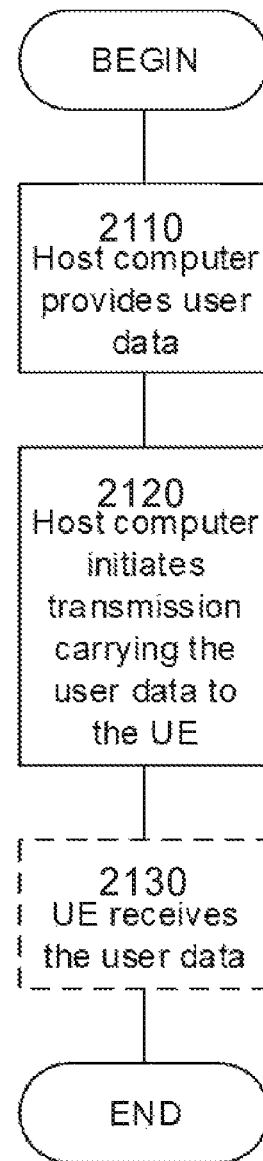 BEGIN
2110
Host computer
provides user
data
2120
Host computer
initiates
transmission
carrying the
user data to
the UE
2130
UE receives
the user data
END